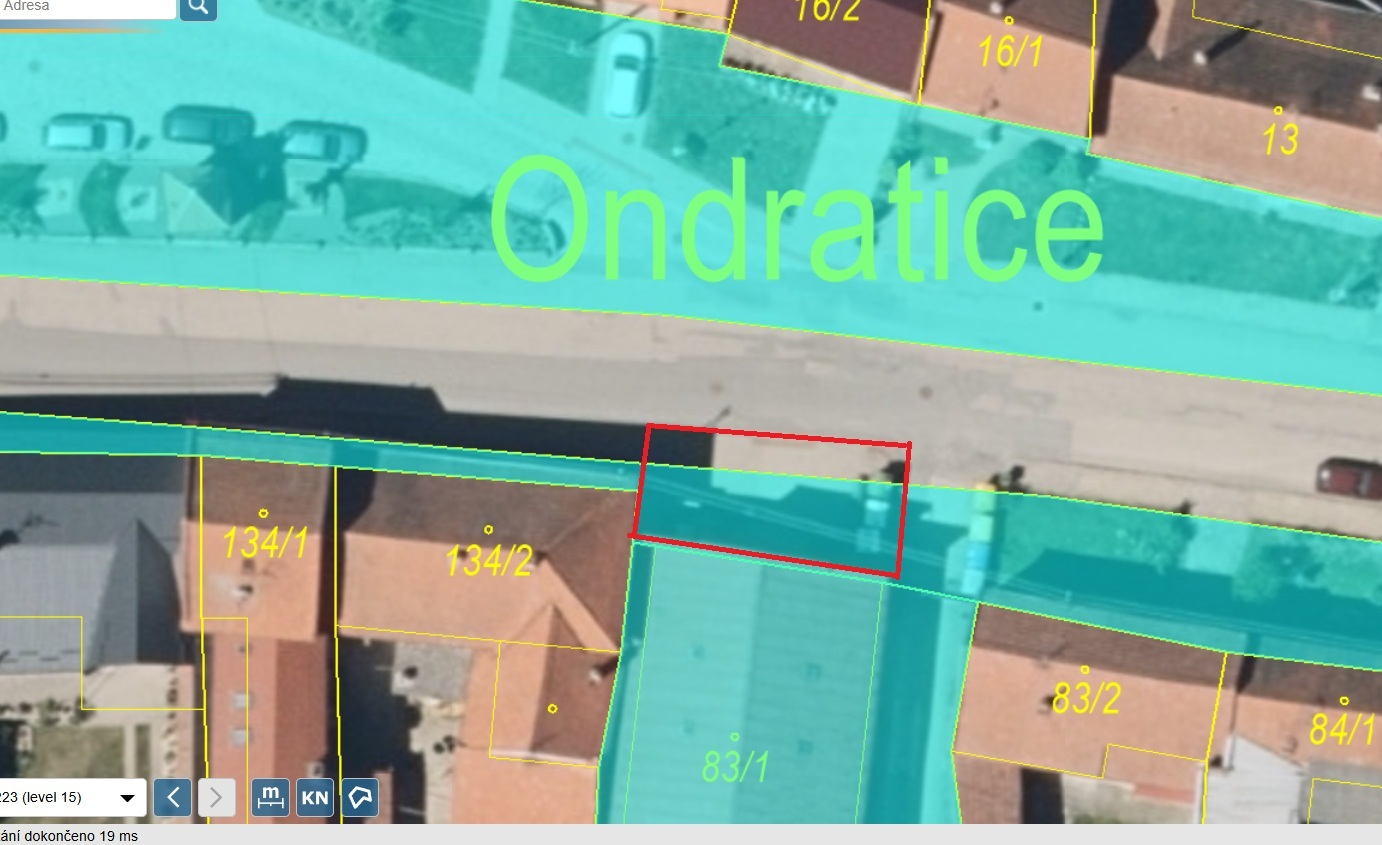 Adresa
16/2
16/1
13
Ondratice
134/1
134/2
83/2
84/1
83/1
223 (level 15)
m
KN
ání dokončeno 19 ms